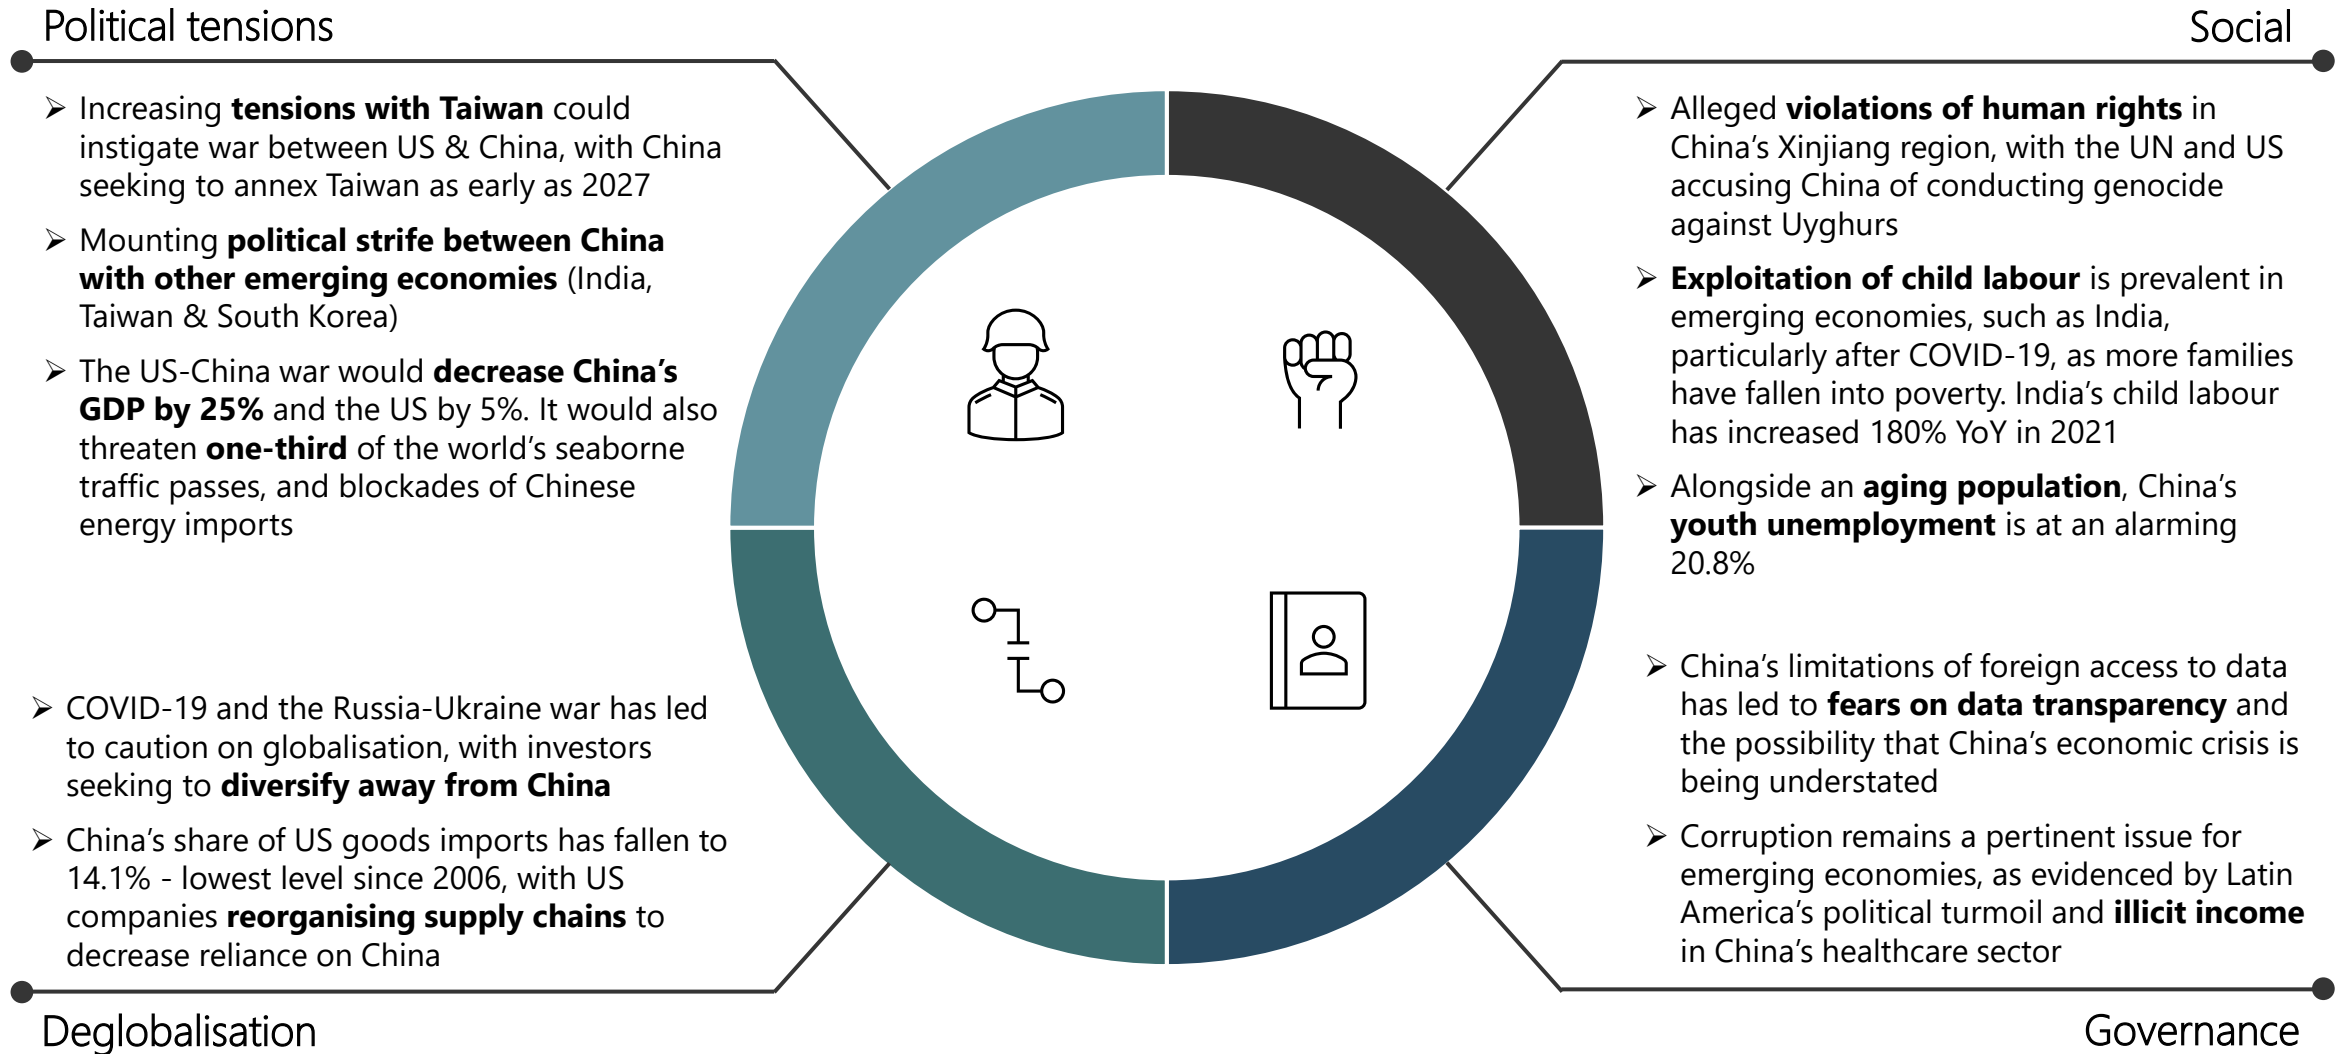 Political tensions
➢ Increasing tensions with Taiwan could
instigate war between US & China, with China
seeking to annex Taiwan as early as 2027
➢ Mounting political strife between China
with other emerging economies (India,
Taiwan & South Korea)
➢ The US-China war would decrease China’s
GDP by 25% and the US by 5%. It would also
threaten one-third of the world’s seaborne
traffic passes, and blockades of Chinese
energy imports
Social
➢ Alleged violations of human rights in
China’s Xinjiang region, with the UN and US
accusing China of conducting genocide
against Uyghurs
➢ Exploitation of child labour is prevalent in
emerging economies, such as India,
particularly after COVID-19, as more families
have fallen into poverty. India’s child labour
has increased 180% YoY in 2021
➢ Alongside an aging population, China’s
youth unemployment is at an alarming
20.8%
➢ COVID-19 and the Russia-Ukraine war has led
to caution on globalisation, with investors
seeking to diversify away from China
➢ China’s share of US goods imports has fallen to
14.1% - lowest level since 2006, with US
companies reorganising supply chains to
decrease reliance on China
Deglobalisation
➢ China’s limitations of foreign access to data
has led to fears on data transparency and
the possibility that China’s economic crisis is
being understated
➢ Corruption remains a pertinent issue for
emerging economies, as evidenced by Latin
America’s political turmoil and illicit income
in China’s healthcare sector
Governance